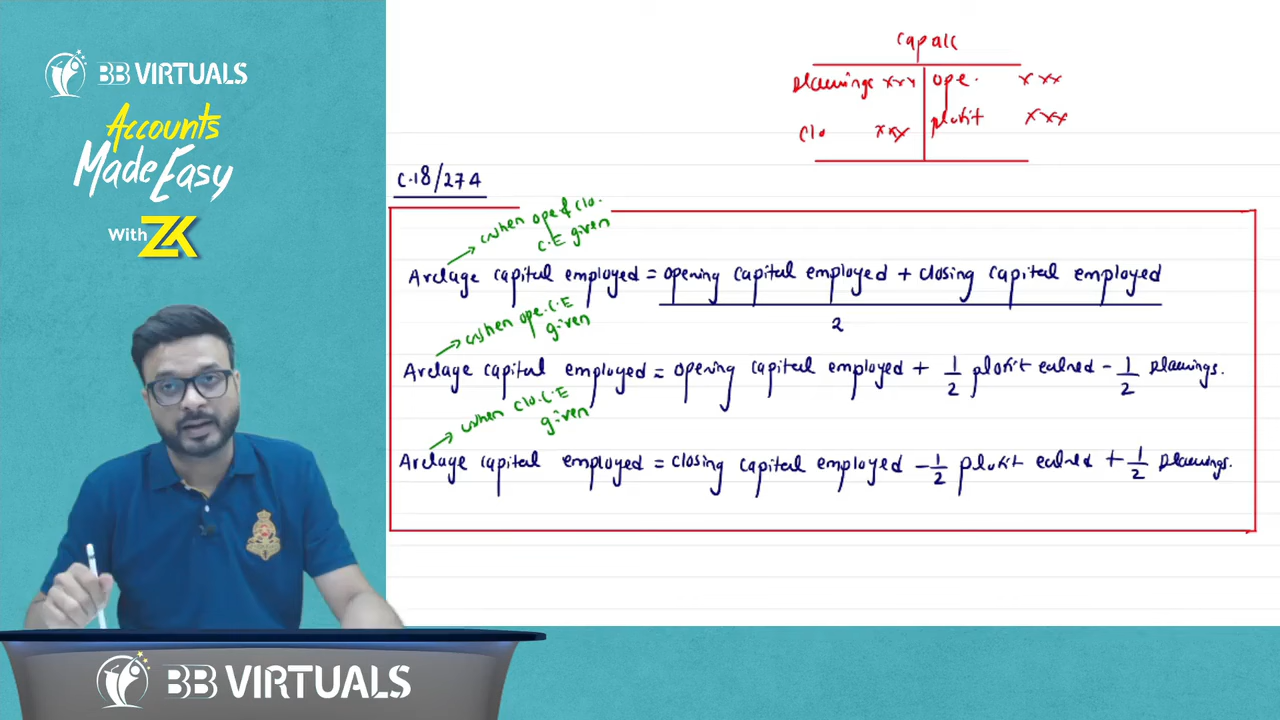 BB VIRTUALS
Accounts
Made Easy
With ZK
Cap a/c
Drawings xxx ope. xxx
Clo xxx profit xxx
C.18/274
when ope & clo.
C.E given
Average capital employed = opening capital employed + closing capital employed
2
when ope. C.E
given
Average capital employed = opening capital employed + 1/2 profit earned - 1/2 Drawings.
when clo. C.E
given
Average capital employed = closing capital employed - 1/2 profit earned + 1/2 Drawings.
BB VIRTUALS